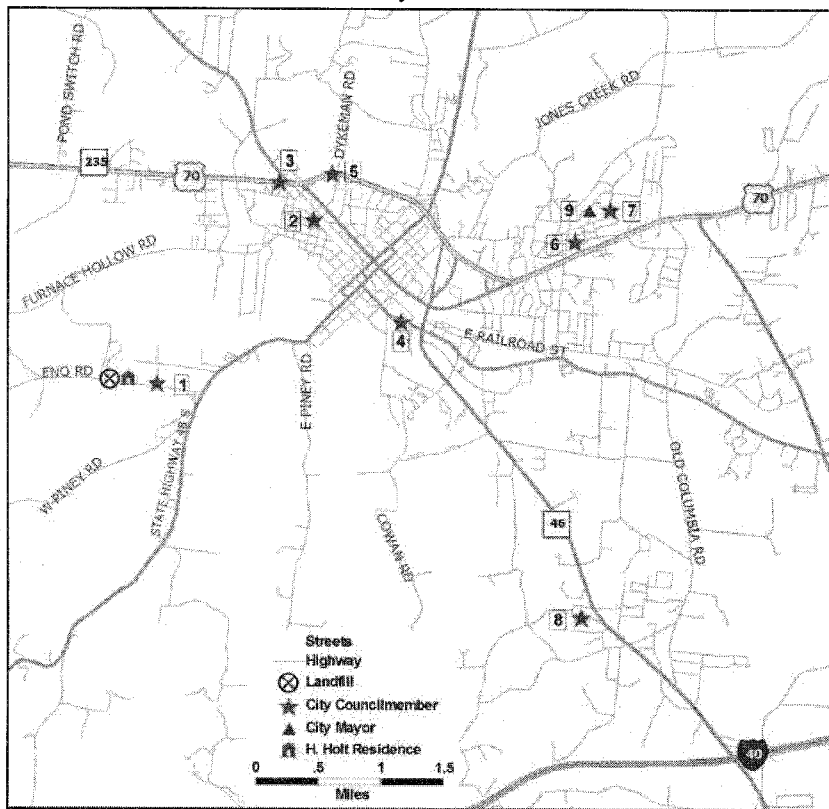 POND SWITCH RD
DYKEMAN RD
JONES CREEK RD
235
70
3
5
70
9
7
2
6
FURNACE HOLLOW RD
4
E RAILROAD ST
ENO RD
1
E PINEY RD
STATE HIGHWAY 48 S
W PINEY RD
OLD COLUMBIA RD
COWAN RD
46
8
Streets
Highway
Landfill
City Councilmember
City Mayor
H. Holt Residence
0 .5 1 1.5
Miles
40